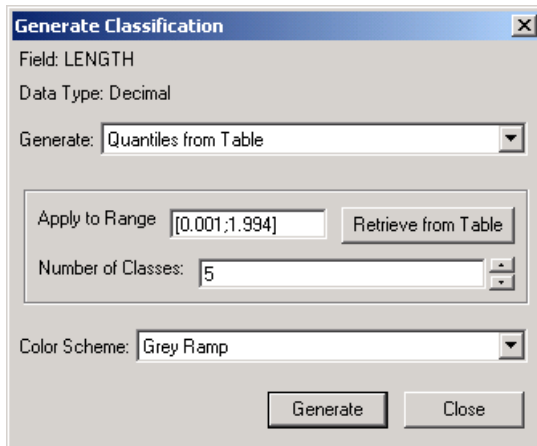 Generate Classification
Field: LENGTH
Data Type: Decimal
Generate: Quantiles from Table
Apply to Range [0.001;1.994] Retrieve from Table
Number of Classes: 5
Color Scheme: Grey Ramp
Generate Close